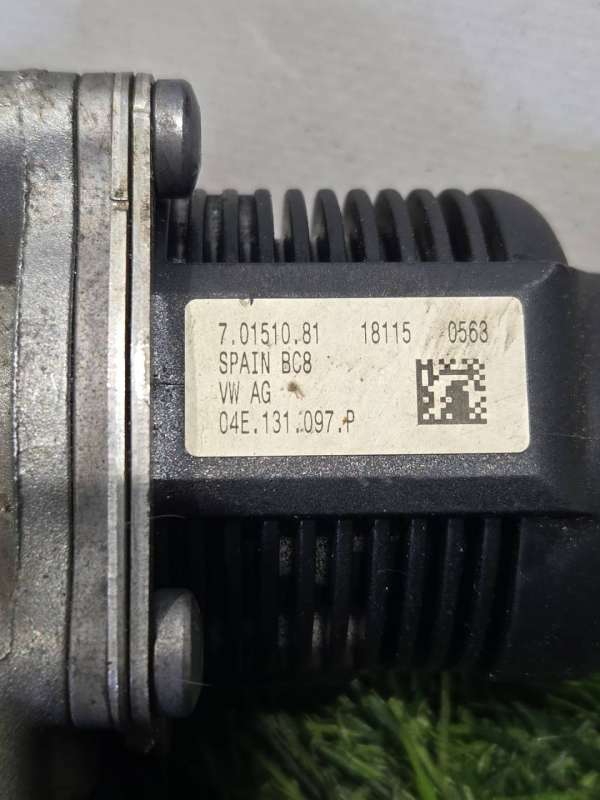 7.01510.81 18115 0563
SPAIN BC8
VW AG
04E.131.097.P